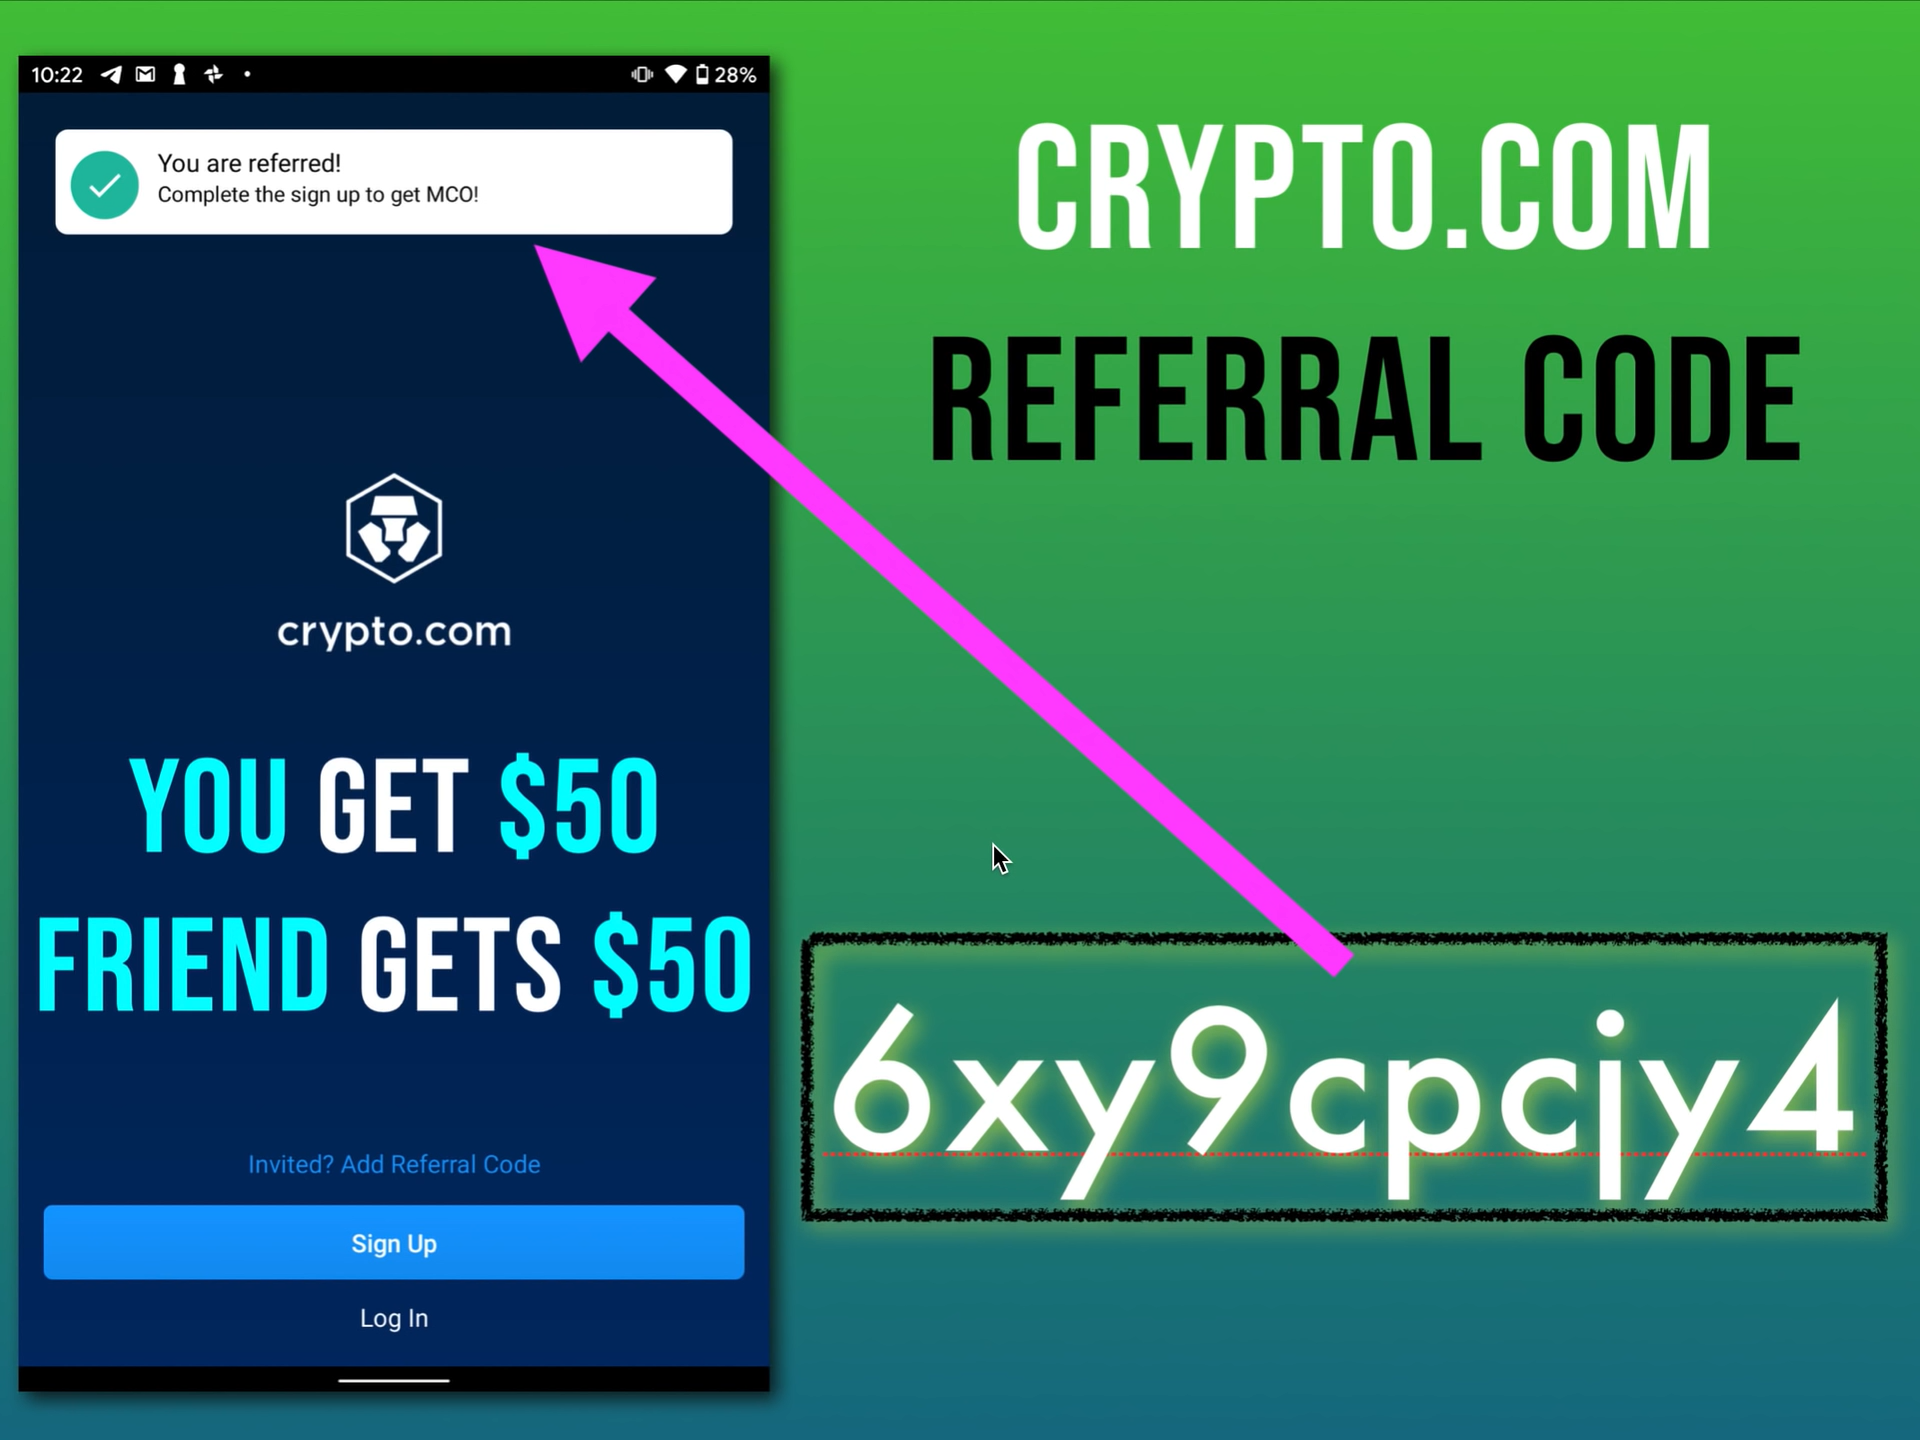 10:22 28%
You are referred!
Complete the sign up to get MCO!
crypto.com
YOU GET $50
FRIEND GETS $50
Invited? Add Referral Code
Sign Up
Log In
CRYPTO.COM
REFERRAL CODE
6xy9cpcjy4